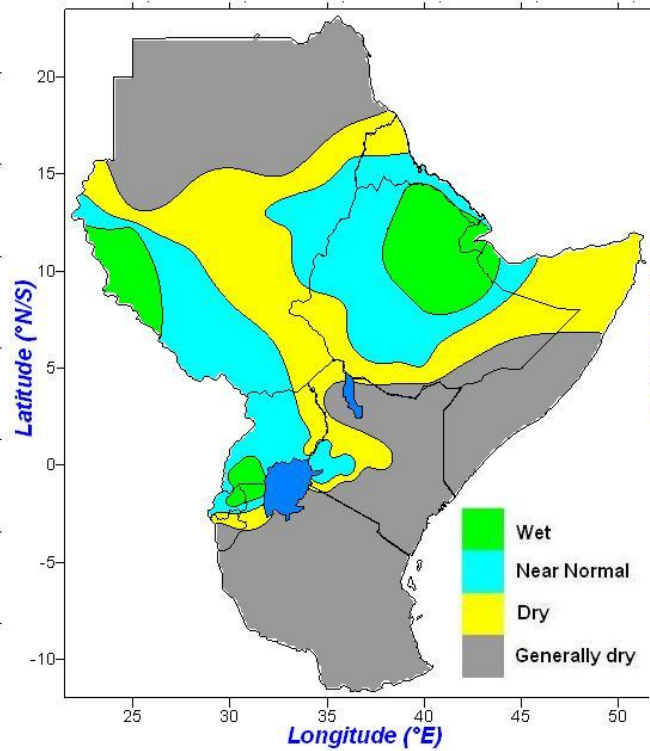 20
15
10
5
0
-5
-10
Latitude (°N/S)
Wet
Near Normal
Dry
Generally dry
25 30 35 40 45 50
Longitude (°E)